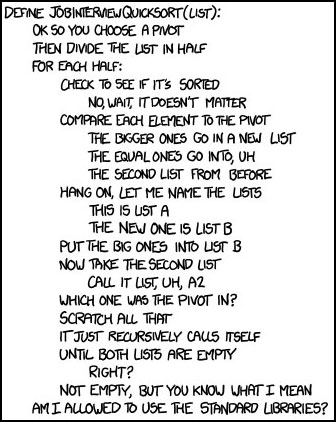 DEFINE JOBINTERVIEWQUICKSORT(LIST):
OK SO YOU CHOOSE A PIVOT
THEN DIVIDE THE LIST IN HALF
FOR EACH HALF:
CHECK TO SEE IF IT'S SORTED
NO, WAIT, IT DOESN'T MATTER
COMPARE EACH ELEMENT TO THE PIVOT
THE BIGGER ONES GO IN A NEW LIST
THE EQUAL ONES GO INTO, UH
THE SECOND LIST FROM BEFORE
HANG ON, LET ME NAME THE LISTS
THIS IS LIST A
THE NEW ONE IS LIST B
PUT THE BIG ONES INTO LIST B
NOW TAKE THE SECOND LIST
CALL IT LIST, UH, A2
WHICH ONE WAS THE PIVOT IN?
SCRATCH ALL THAT
IT JUST RECURSIVELY CALLS ITSELF
UNTIL BOTH LISTS ARE EMPTY
RIGHT?
NOT EMPTY, BUT YOU KNOW WHAT I MEAN
AM I ALLOWED TO USE THE STANDARD LIBRARIES?